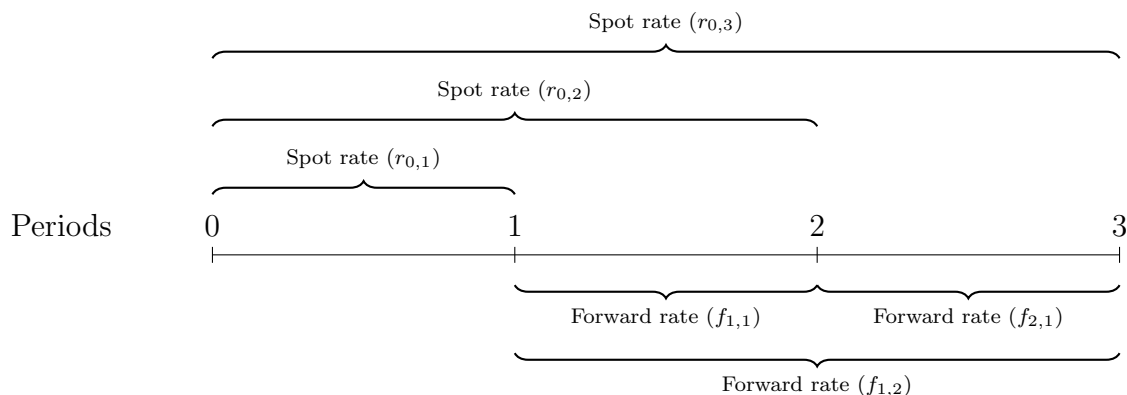 Spot rate (r0,3)
Spot rate (r0,2)
Spot rate (r0,1)
Periods 0 1 2 3
Forward rate (f1,1) Forward rate (f2,1)
Forward rate (f1,2)